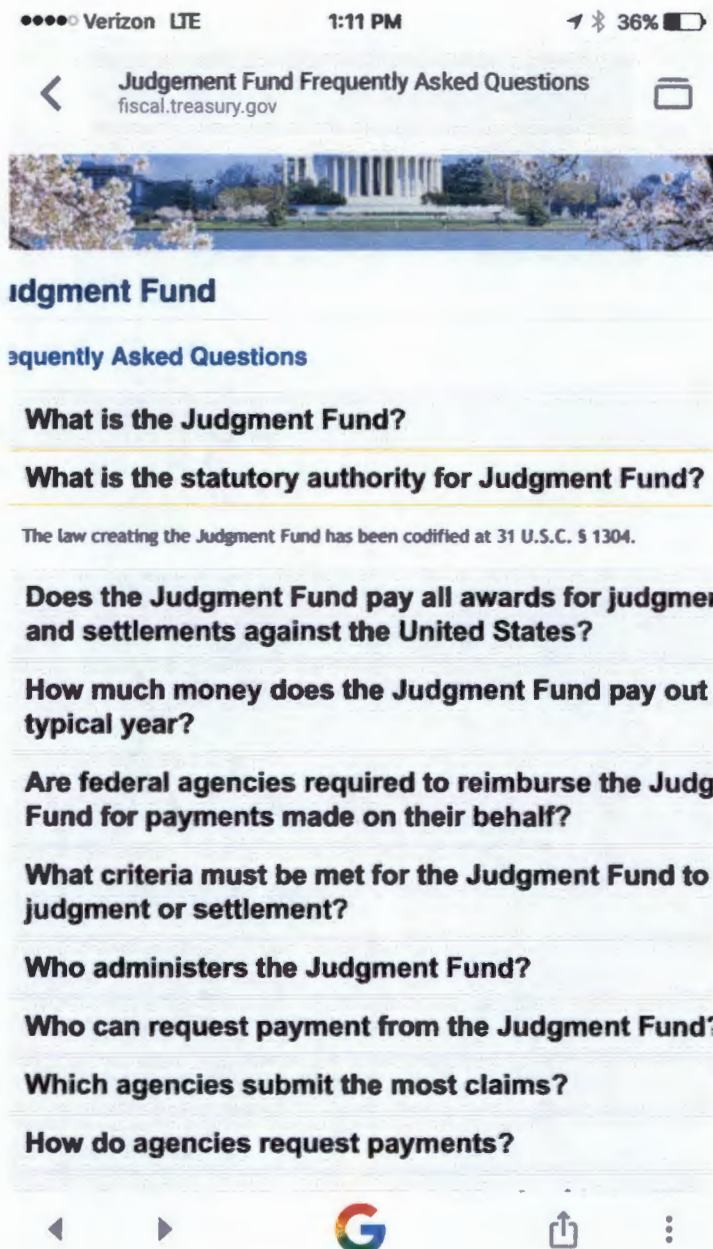 Verizon LTE 1:11 PM 36%
Judgement Fund Frequently Asked Questions
fiscal.treasury.gov
udgment Fund
equently Asked Questions
What is the Judgment Fund?
What is the statutory authority for Judgment Fund?
The law creating the Judgment Fund has been codified at 31 U.S.C. § 1304.
Does the Judgment Fund pay all awards for judgmen
and settlements against the United States?
How much money does the Judgment Fund pay out
typical year?
Are federal agencies required to reimburse the Judg
Fund for payments made on their behalf?
What criteria must be met for the Judgment Fund to
judgment or settlement?
Who administers the Judgment Fund?
Who can request payment from the Judgment Fund?
Which agencies submit the most claims?
How do agencies request payments?
G